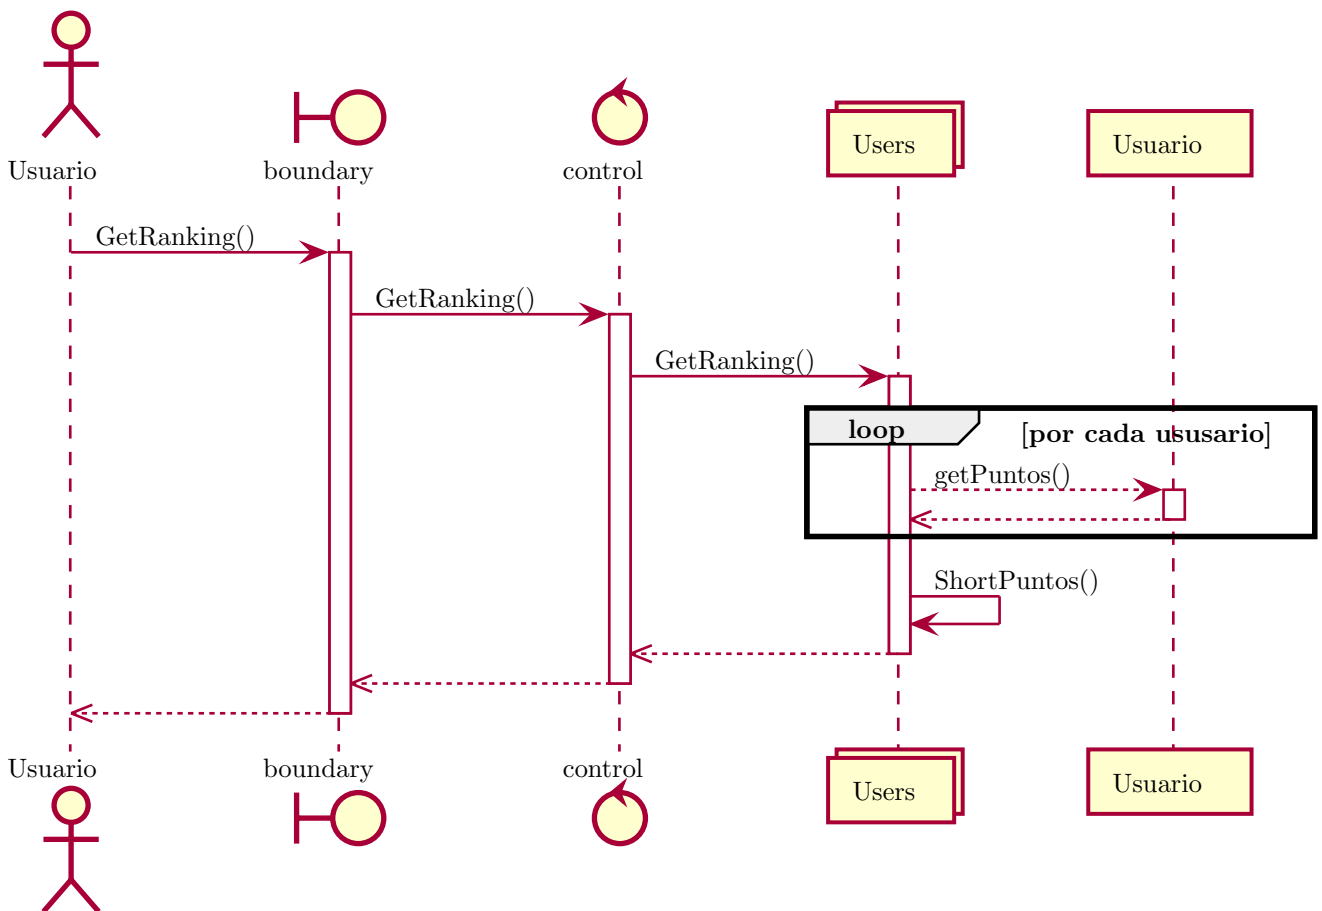 Usuario
boundary
control
Users
Usuario
GetRanking()
GetRanking()
GetRanking()
loop
[por cada ususario]
getPuntos()
ShortPuntos()
Usuario
boundary
control
Users
Usuario